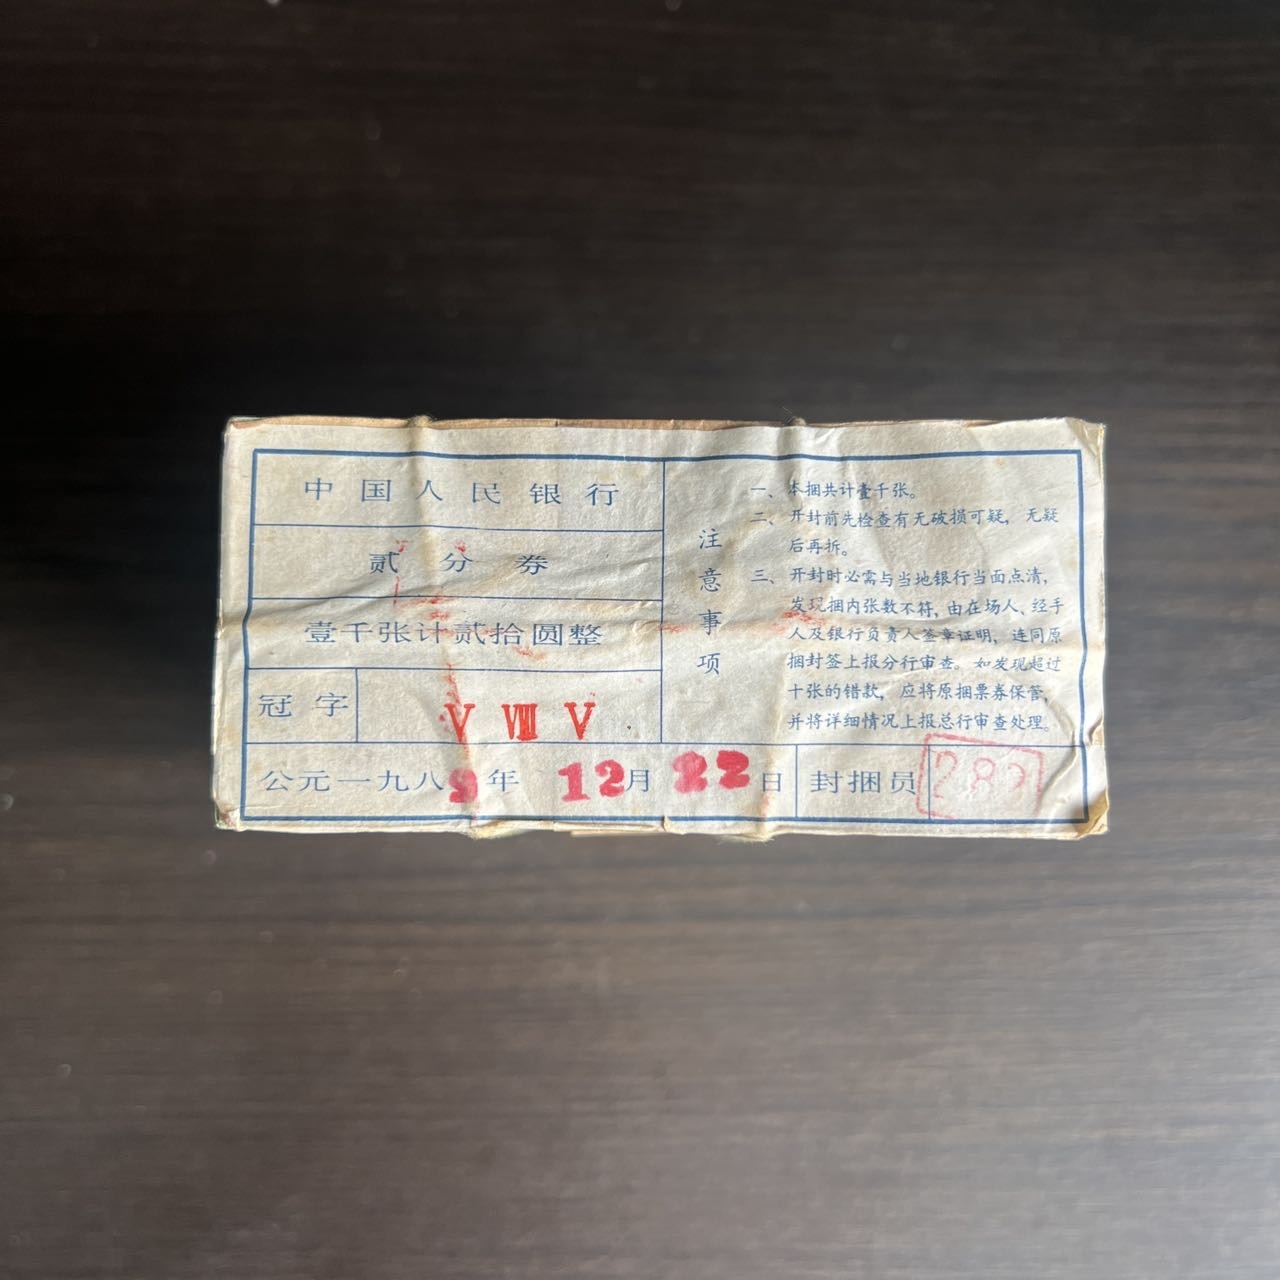 中国人民银行
贰分券
壹千张计贰拾圆整
冠字 Ⅴ Ⅷ Ⅴ
公元一九八9年 12月 22日 封捆员
注意事项
一、本捆共计壹千张。
二、开封前先检查有无破损可疑，无疑
后再拆。
三、开封时必需与当地银行当面点清，
发现捆内张数不符，由在场人、经手
人及银行负责人签章证明，连同原
捆封签上报分行审查。如发现超过
十张的错款，应将原捆票券保管，
并将详细情况上报总行审查处理。